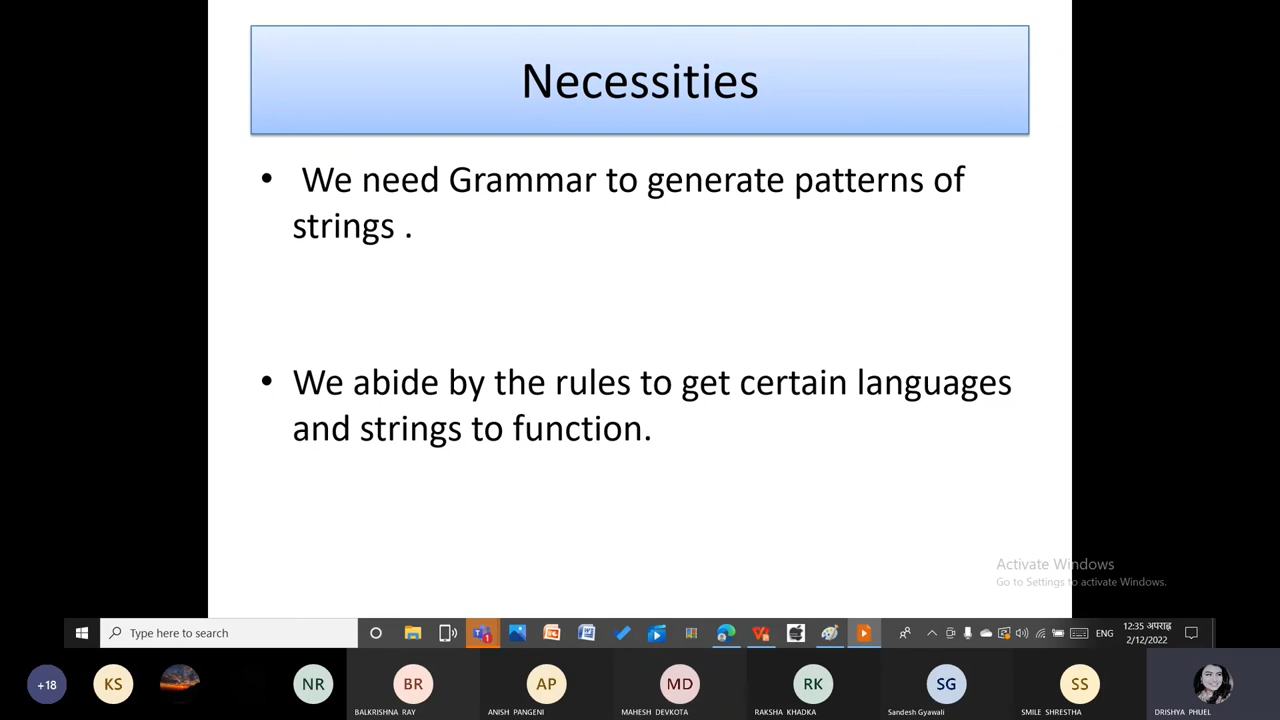 Necessities
• We need Grammar to generate patterns of
strings .
• We abide by the rules to get certain languages
and strings to function.
Activate Windows
Go to Settings to activate Windows.
Type here to search
1
ENG
12:35 अपराह्न
2/12/2022
+18
KS
NR
BR
AP
MD
RK
SG
SS
BALKRISHNA RAY
ANISH PANGENI
MAHESH DEVKOTA
RAKSHA KHADKA
Sandesh Gyawali
SMILE SHRESTHA
DRISHYA PHUEL